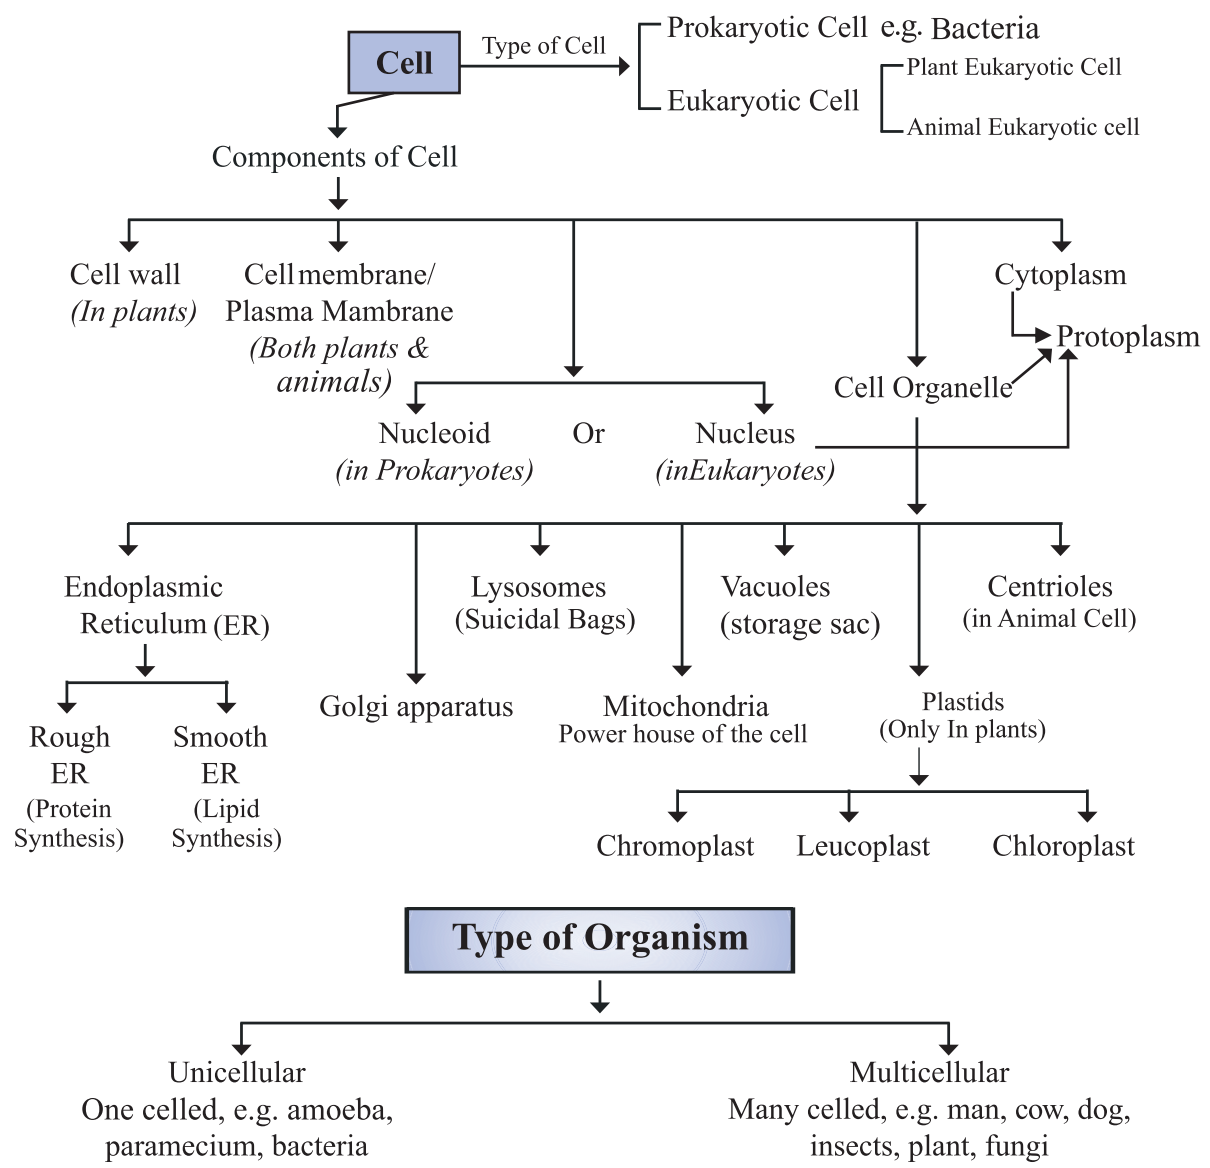 Cell
Type of Cell
Prokaryotic Cell e.g. Bacteria
Eukaryotic Cell
Plant Eukaryotic Cell
Animal Eukaryotic cell
Components of Cell
Cell wall
(In plants)
Cell membrane/
Plasma Mambrane
(Both plants &
animals)
Nucleoid
(in Prokaryotes)
Or
Nucleus
(inEukaryotes)
Cell Organelle
Cytoplasm
Protoplasm
Endoplasmic
Reticulum (ER)
Rough
ER
(Protein
Synthesis)
Smooth
ER
(Lipid
Synthesis)
Golgi apparatus
Lysosomes
(Suicidal Bags)
Mitochondria
Power house of the cell
Vacuoles
(storage sac)
Plastids
(Only In plants)
Centrioles
(in Animal Cell)
Chromoplast
Leucoplast
Chloroplast
Type of Organism
Unicellular
One celled, e.g. amoeba,
paramecium, bacteria
Multicellular
Many celled, e.g. man, cow, dog,
insects, plant, fungi